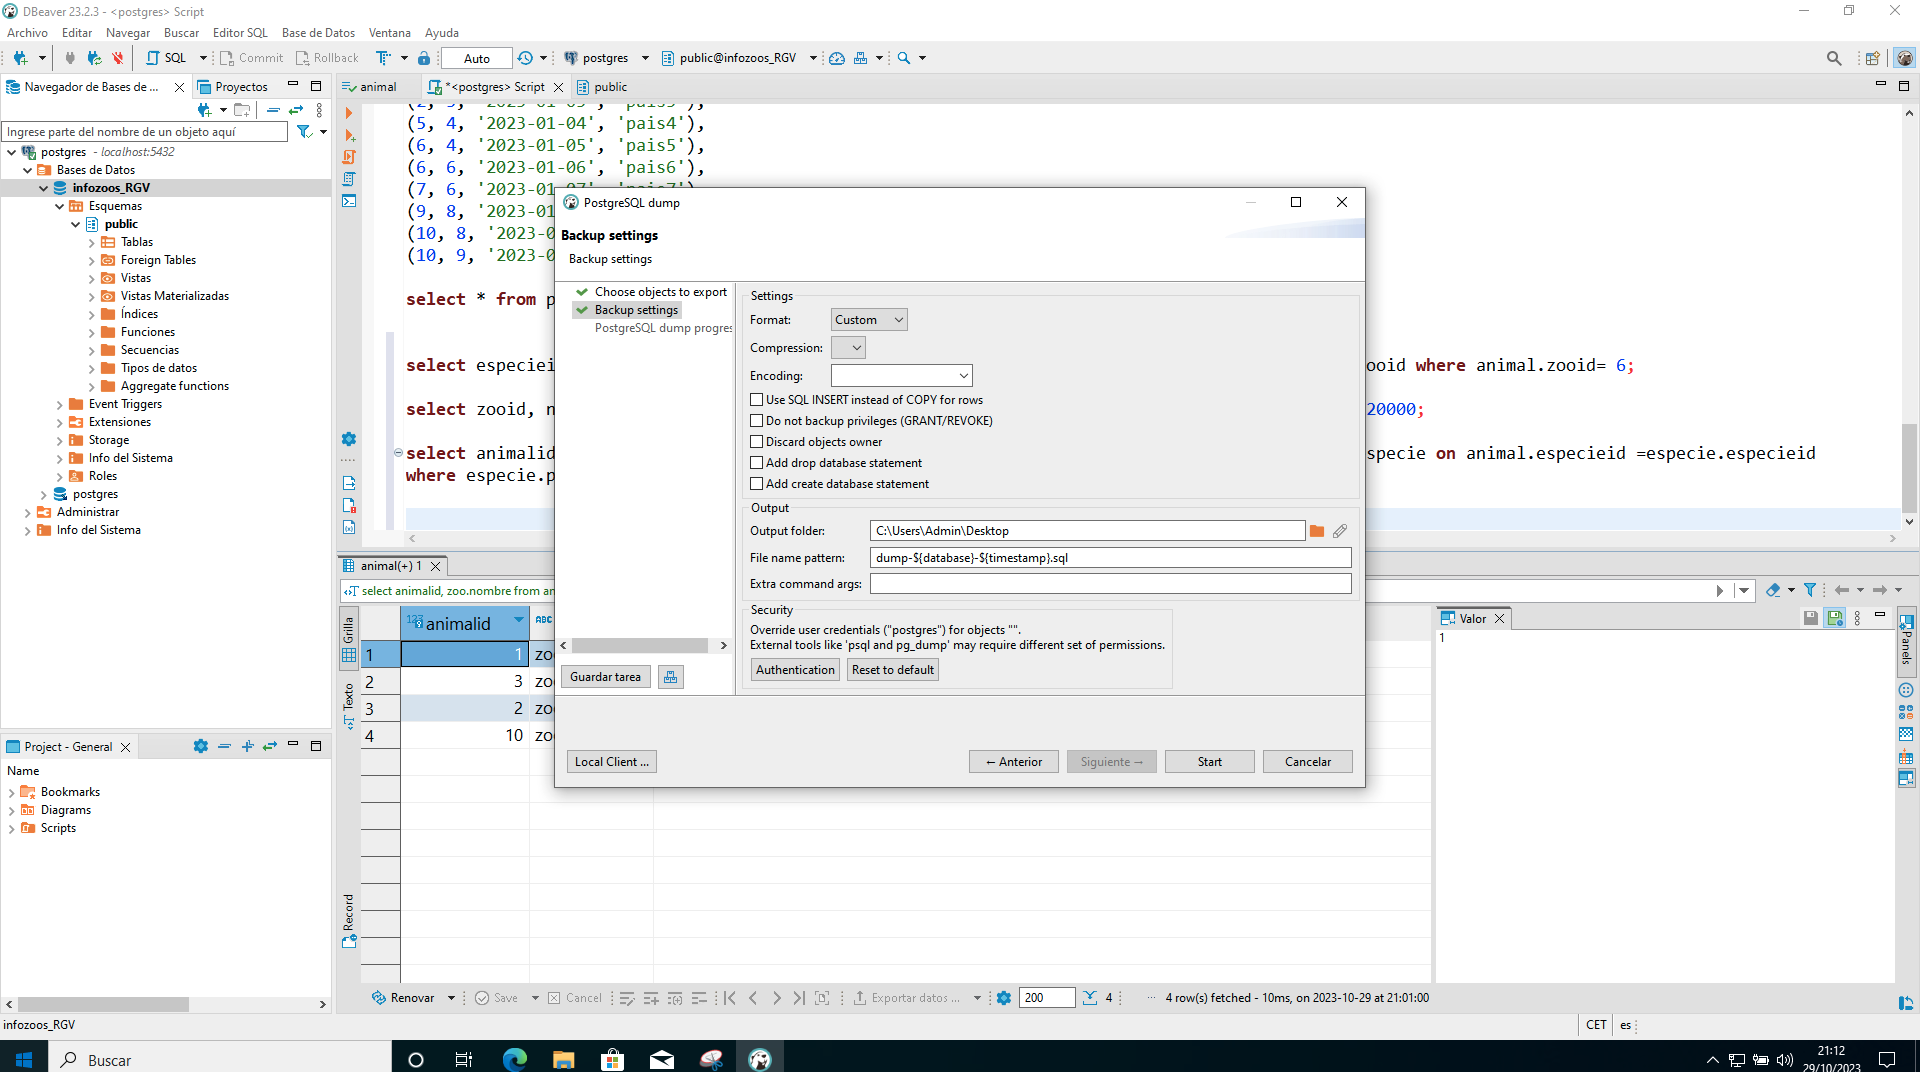 DBeaver 23.2.3 - <postgres> Script
Archivo Editar Navegar Buscar Editor SQL Base de Datos Ventana Ayuda
SQL Commit Rollback Auto postgres public@infozoos_RGV
Navegador de Bases de ... Proyectos
animal *<postgres> Script public
Ingrese parte del nombre de un objeto aquí
postgres - localhost:5432
Bases de Datos
infozoos_RGV
Esquemas
public
Tablas
Foreign Tables
Vistas
Vistas Materializadas
Índices
Funciones
Secuencias
Tipos de datos
Aggregate functions
Event Triggers
Extensiones
Storage
Info del Sistema
Roles
postgres
Administrar
Info del Sistema
(5, 4, '2023-01-04', 'pais4'),
(6, 4, '2023-01-05', 'pais5'),
(6, 6, '2023-01-06', 'pais6'),
(7, 6, '2023-01-07', 'pais7')
(9, 8, '2023-01
(10, 8, '2023-0
(10, 9, '2023-0
select * from p
select especiei
ooid where animal.zooid= 6;
select zooid, n
20000;
select animalid
specie on animal.especieid =especie.especieid
where especie.p
PostgreSQL dump
Backup settings
Backup settings
Choose objects to export
Backup settings
PostgreSQL dump progres
Settings
Format: Custom
Compression:
Encoding:
Use SQL INSERT instead of COPY for rows
Do not backup privileges (GRANT/REVOKE)
Discard objects owner
Add drop database statement
Add create database statement
Output
Output folder: C:\Users\Admin\Desktop
File name pattern: dump-${database}-${timestamp}.sql
Extra command args:
Security
Override user credentials ("postgres") for objects "".
External tools like 'psql and pg_dump' may require different set of permissions.
Authentication Reset to default
Guardar tarea
Local Client ... ← Anterior Siguiente → Start Cancelar
animal(+) 1
select animalid, zoo.nombre from an
Grilla
Texto
Record
123 animalid ABC
1 1 zoo
2 3 zoo
3 2 zoo
4 10 zoo
Valor
1
Panels
Project - General
Name
Bookmarks
Diagrams
Scripts
Renovar Save Cancel Exportar datos ... 200 4 ... 4 row(s) fetched - 10ms, on 2023-10-29 at 21:01:00
infozoos_RGV CET es
Buscar
21:12
29/10/2023